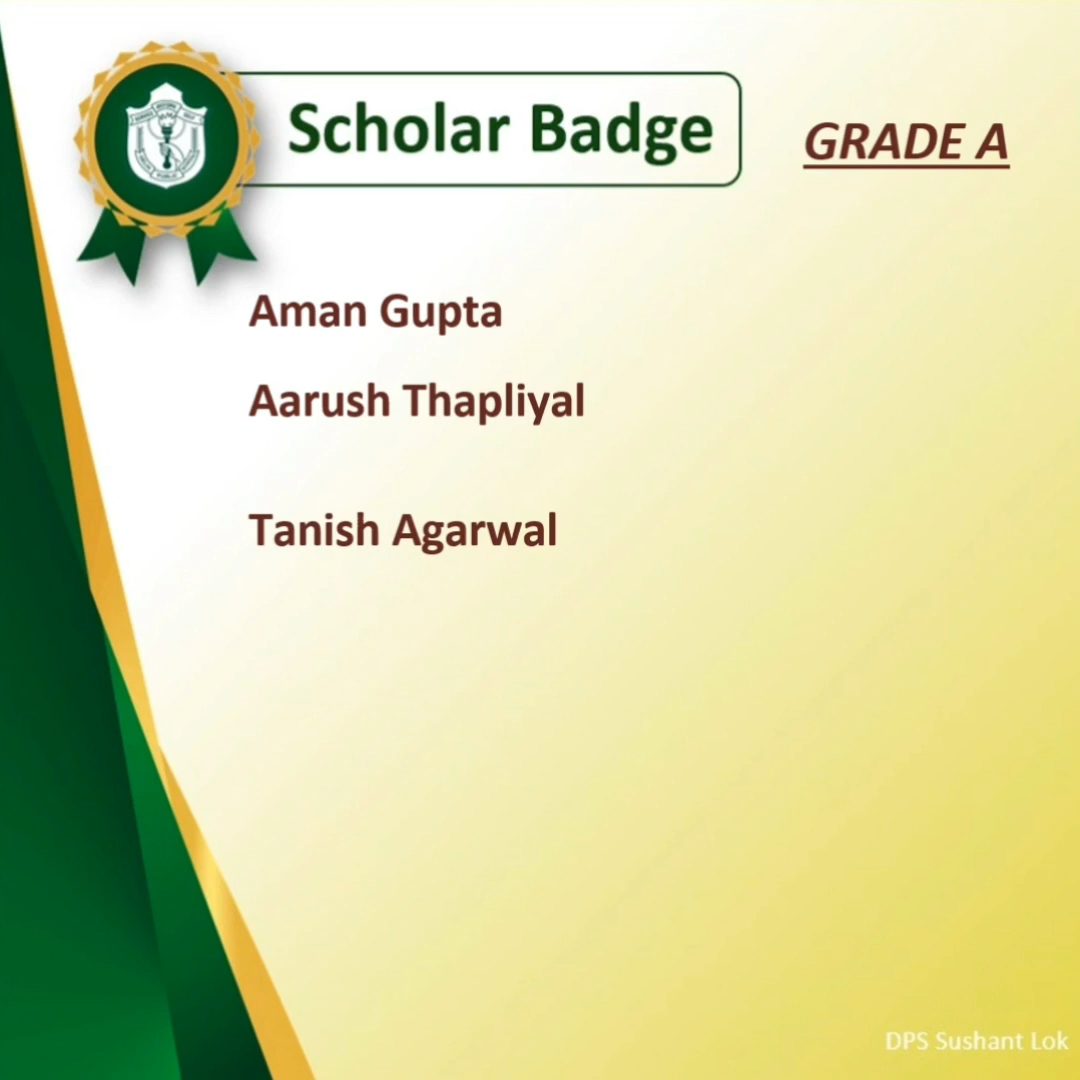 Scholar Badge
GRADE A
Aman Gupta
Aarush Thapliyal
Tanish Agarwal
DPS Sushant Lok